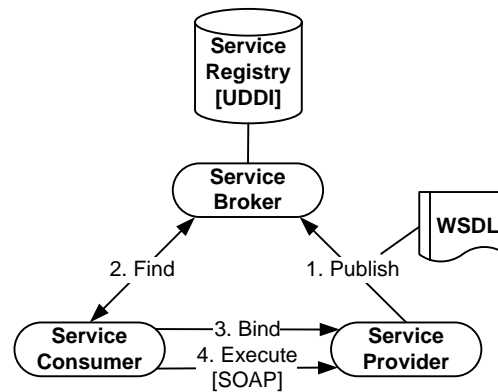 Service
Registry
[UDDI]
Service
Broker
WSDL
2. Find
1. Publish
Service
Consumer
3. Bind
4. Execute
[SOAP]
Service
Provider